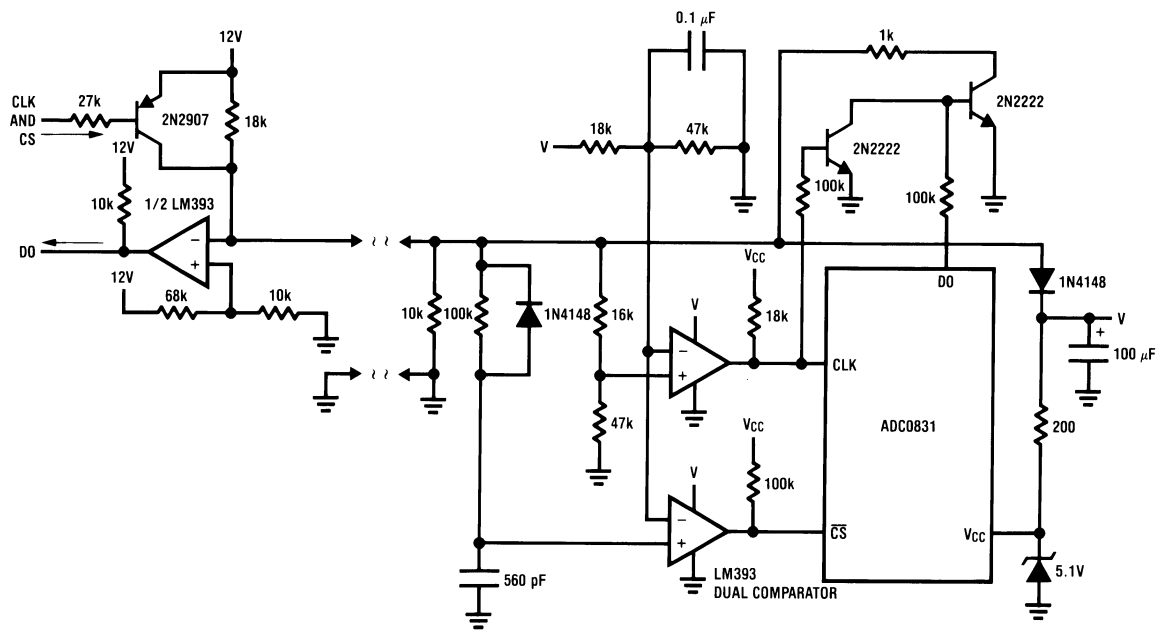 0.1 μF
12V
1k
CLK
AND
CS
27k
2N2907
18k
2N2222
18k
47k
V
2N2222
12V
100k
100k
10k
1/2 LM393
DO
VCC
DO
1N4148
12V
68k
10k
10k
100k
1N4148
16k
V
18k
V
+
100 μF
−
+
−
+
CLK
47k
VCC
ADC0831
200
V
100k
−
+
CS
VCC
560 pF
LM393
DUAL COMPARATOR
5.1V